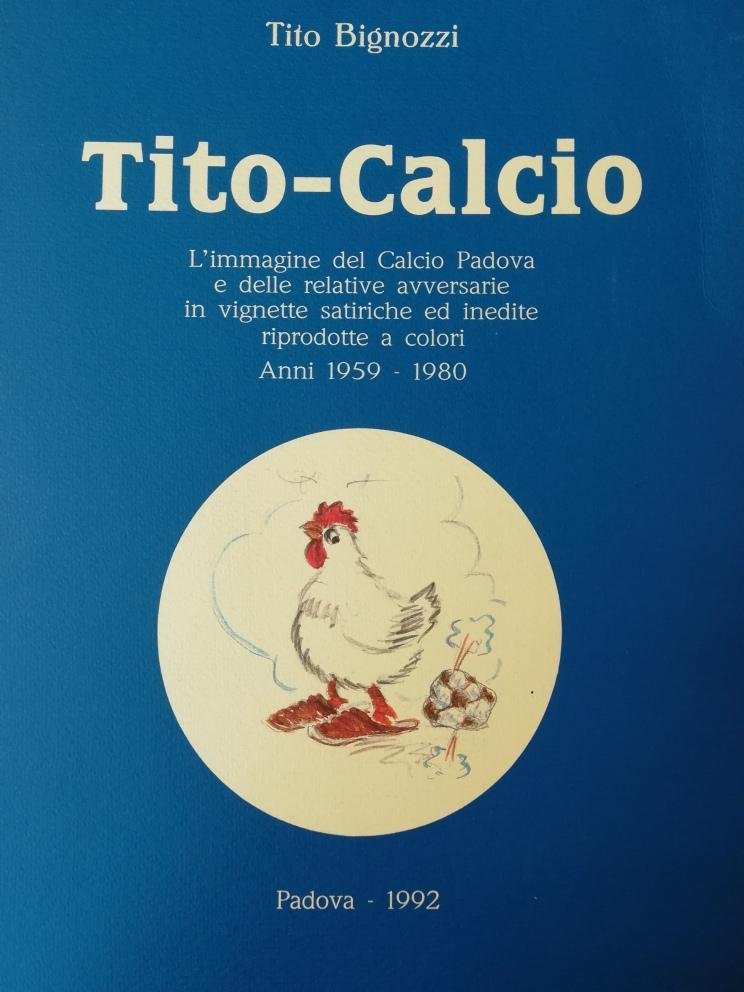 Tito Bignozzi
Tito-Calcio
L'immagine del Calcio Padova
e delle relative avversarie
in vignette satiriche ed inedite
riprodotte a colori
Anni 1959 - 1980
Padova - 1992